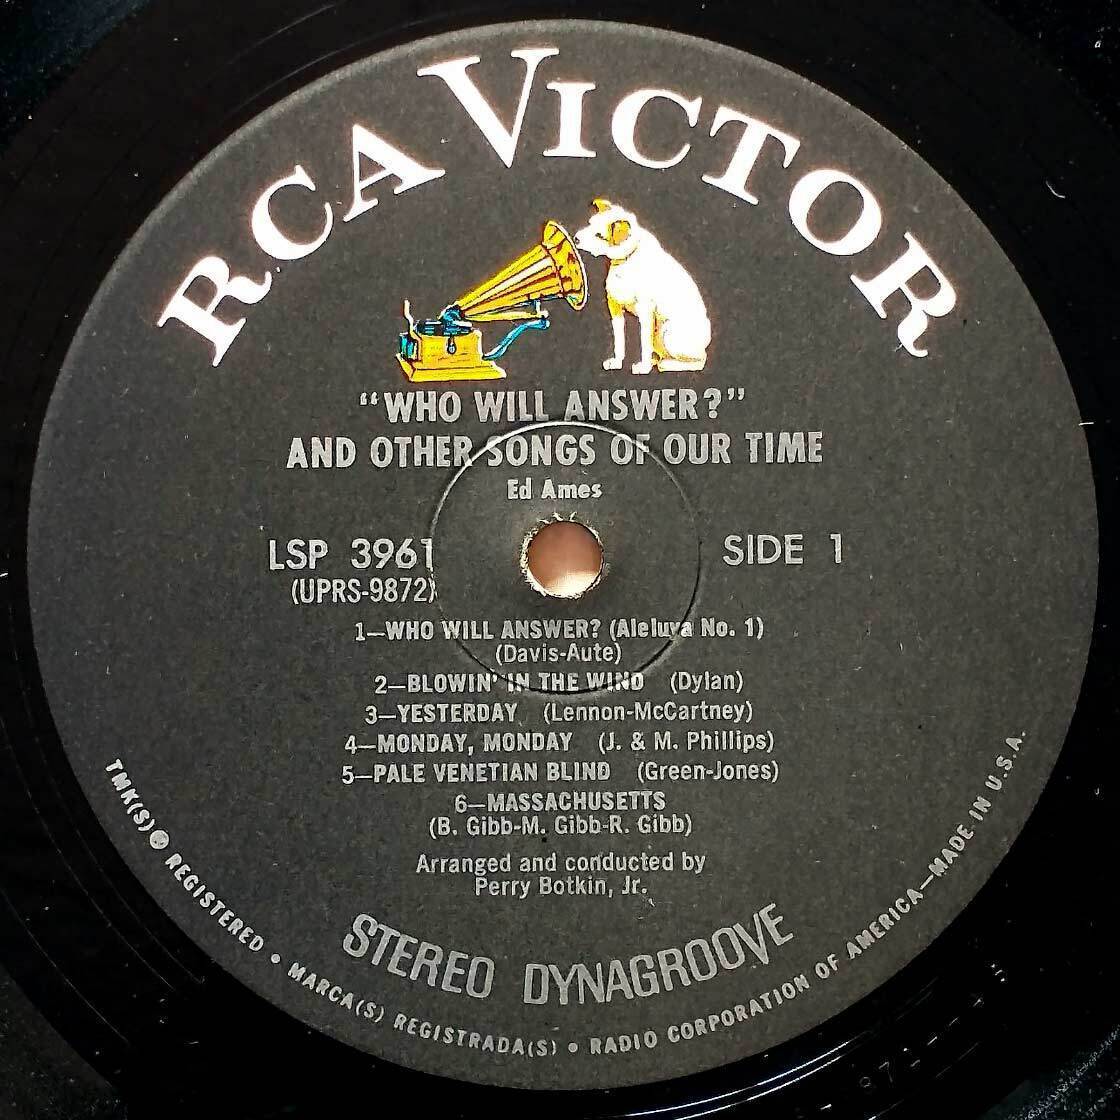 RCA VICTOR
“WHO WILL ANSWER?”
AND OTHER SONGS OF OUR TIME
Ed Ames
LSP 3961
(UPRS-9872)
SIDE 1
1—WHO WILL ANSWER? (Aleluya No. 1)
(Davis-Aute)
2—BLOWIN' IN THE WIND (Dylan)
3—YESTERDAY (Lennon-McCartney)
4—MONDAY, MONDAY (J. & M. Phillips)
5—PALE VENETIAN BLIND (Green-Jones)
6—MASSACHUSETTS
(B. Gibb-M. Gibb-R. Gibb)
Arranged and conducted by
Perry Botkin, Jr.
STEREO DYNAGROOVE
TMK(S) ® REGISTERED • MARCA(S) REGISTRADA(S) • RADIO CORPORATION OF AMERICA—MADE IN U.S.A.